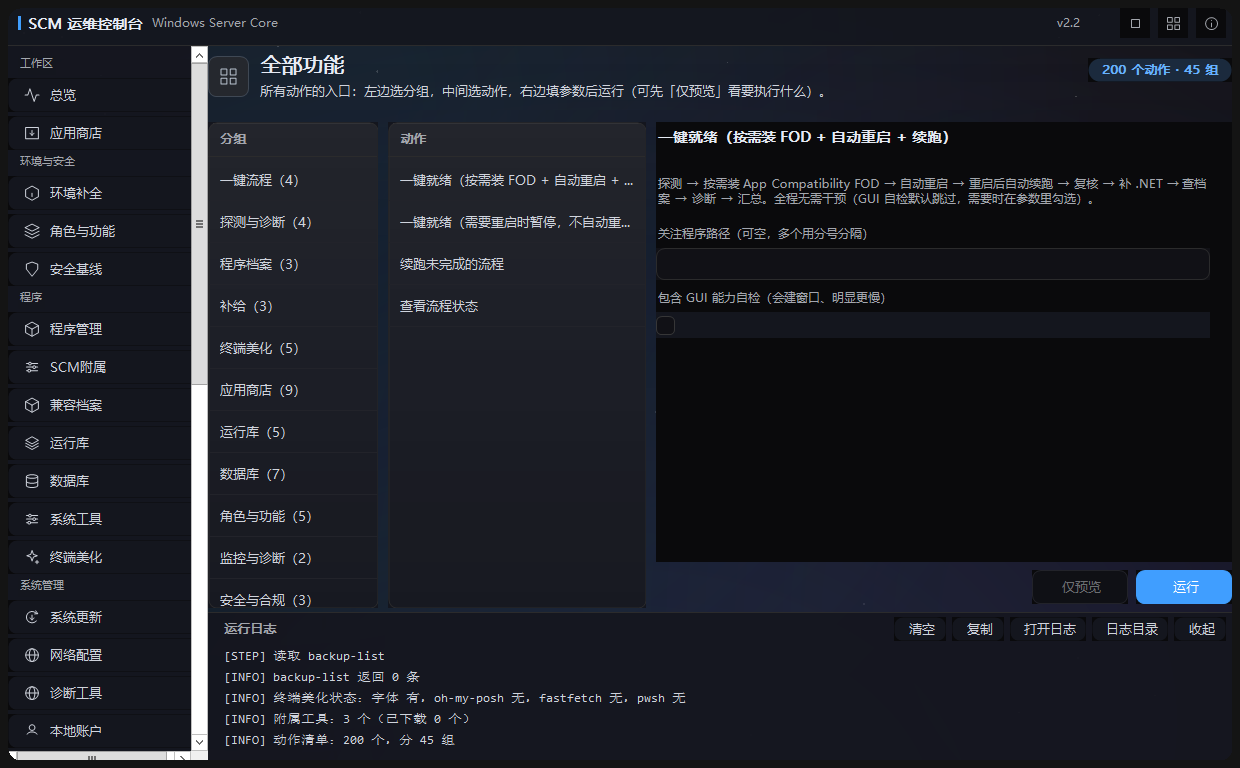 SCM 运维控制台 Windows Server Core v2.2
工作区
总览
应用商店
环境与安全
环境补全
角色与功能
安全基线
程序
程序管理
SCM附属
兼容档案
运行库
数据库
系统工具
终端美化
系统管理
系统更新
网络配置
诊断工具
本地账户
全部功能
200 个动作 · 45 组
所有动作的入口：左边选分组，中间选动作，右边填参数后运行（可先「仅预览」看要执行什么）。
分组
一键流程（4）
探测与诊断（4）
程序档案（3）
补给（3）
终端美化（5）
应用商店（9）
运行库（5）
数据库（7）
角色与功能（5）
监控与诊断（2）
安全与合规（3）
动作
一键就绪（按需装 FOD + 自动重启 + ...
一键就绪（需要重启时暂停，不自动重...
续跑未完成的流程
查看流程状态
一键就绪（按需装 FOD + 自动重启 + 续跑）
探测 → 按需装 App Compatibility FOD → 自动重启 → 重启后自动续跑 → 复核 → 补 .NET → 查档
案 → 诊断 → 汇总。全程无需干预（GUI 自检默认跳过，需要时在参数里勾选）。
关注程序路径（可空，多个用分号分隔）
包含 GUI 能力自检（会建窗口、明显更慢）
仅预览
运行
运行日志
清空
复制
打开日志
日志目录
收起
[STEP] 读取 backup-list
[INFO] backup-list 返回 0 条
[INFO] 终端美化状态：字体 有，oh-my-posh 无，fastfetch 无，pwsh 无
[INFO] 附属工具：3 个（已下载 0 个）
[INFO] 动作清单：200 个，分 45 组